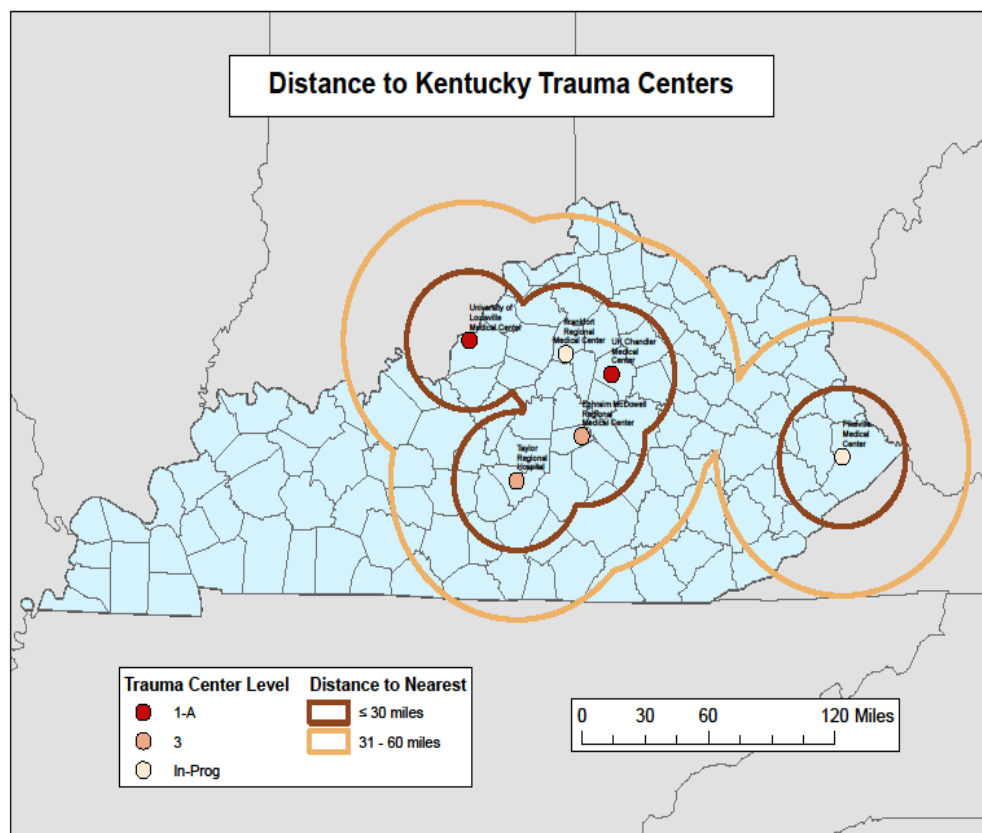 Distance to Kentucky Trauma Centers
University of
Louisville
Medical Center
Frankfort
Regional
Medical Center
UK Chandler
Medical
Center
Ephraim McDowell
Regional
Medical Center
Taylor
Regional
Hospital
Pikeville
Medical
Center
Trauma Center Level
1-A
3
In-Prog
Distance to Nearest
≤ 30 miles
31 - 60 miles
0 30 60 120 Miles